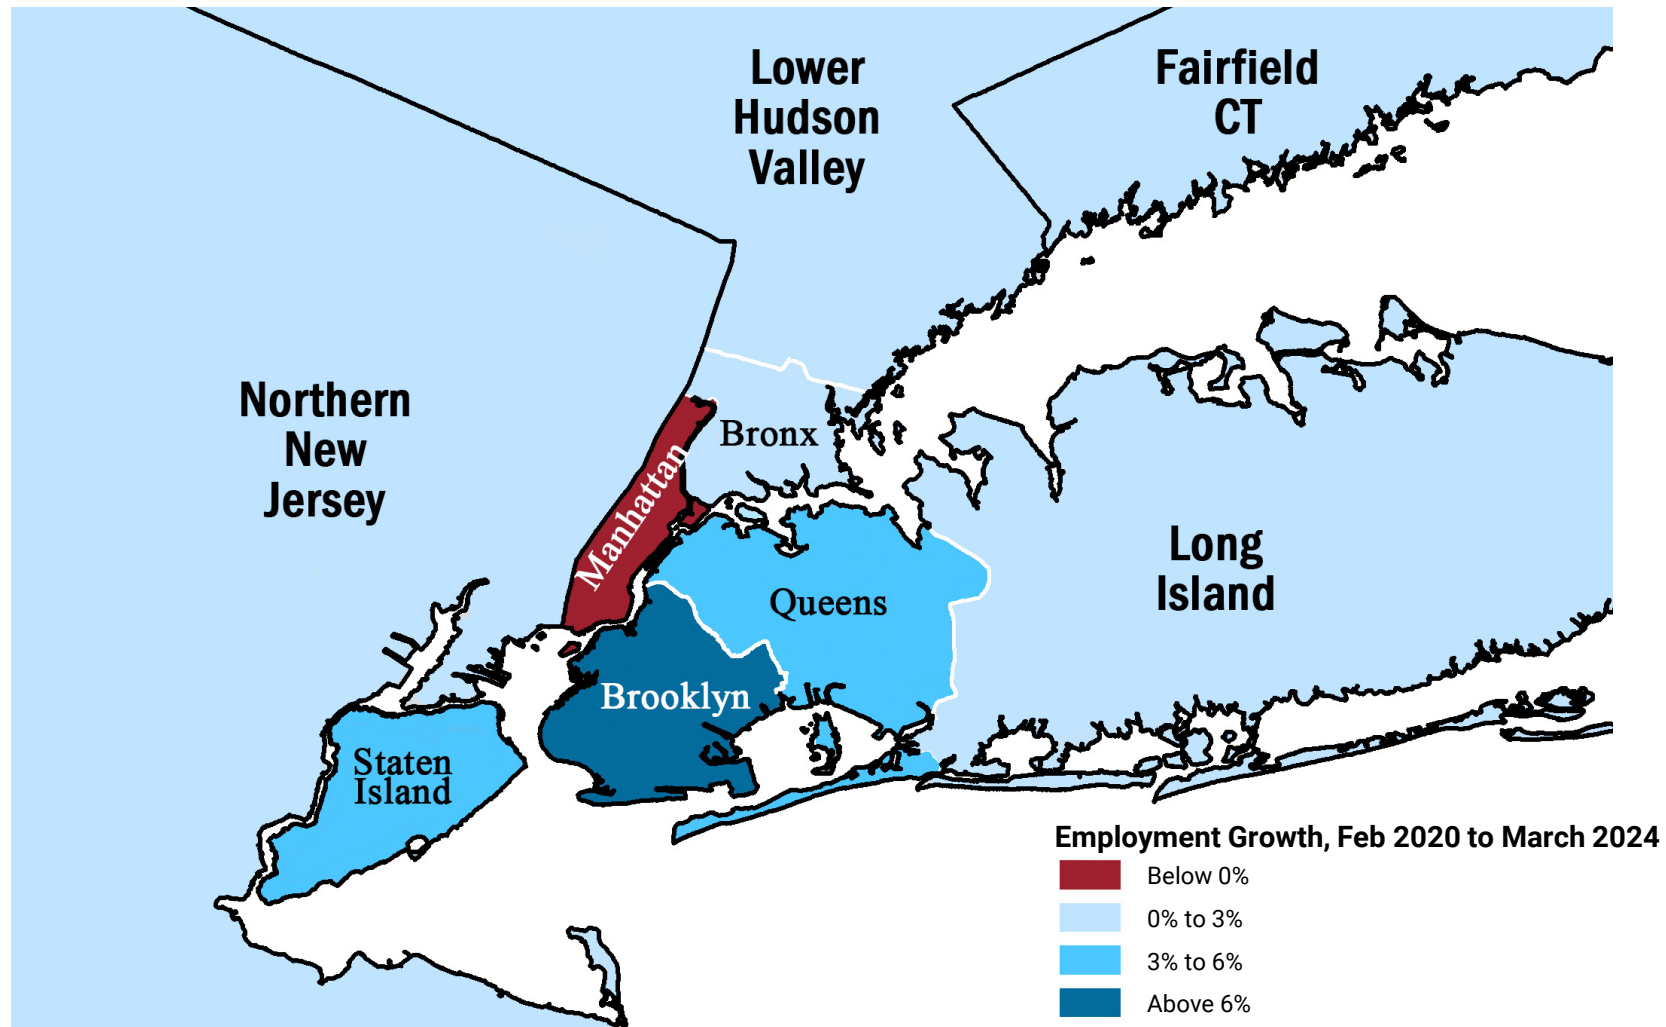 Lower
Hudson
Valley
Fairfield
CT
Northern
New
Jersey
Bronx
Manhattan
Long
Island
Queens
Brooklyn
Staten
Island
Employment Growth, Feb 2020 to March 2024
Below 0%
0% to 3%
3% to 6%
Above 6%